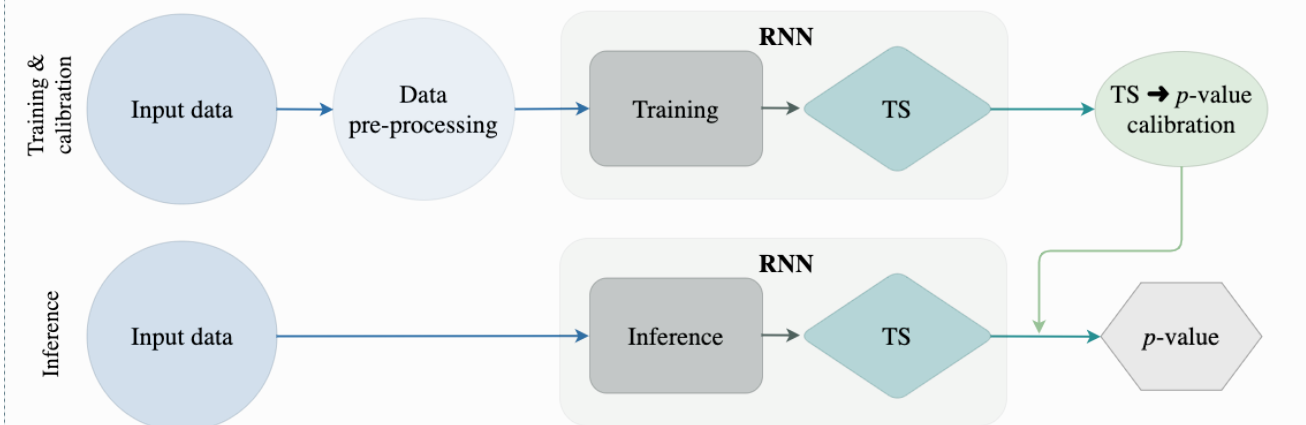 Training &
calibration
Input data
Data
pre-processing
RNN
Training
TS
TS ➜ p-value
calibration
Inference
Input data
RNN
Inference
TS
p-value